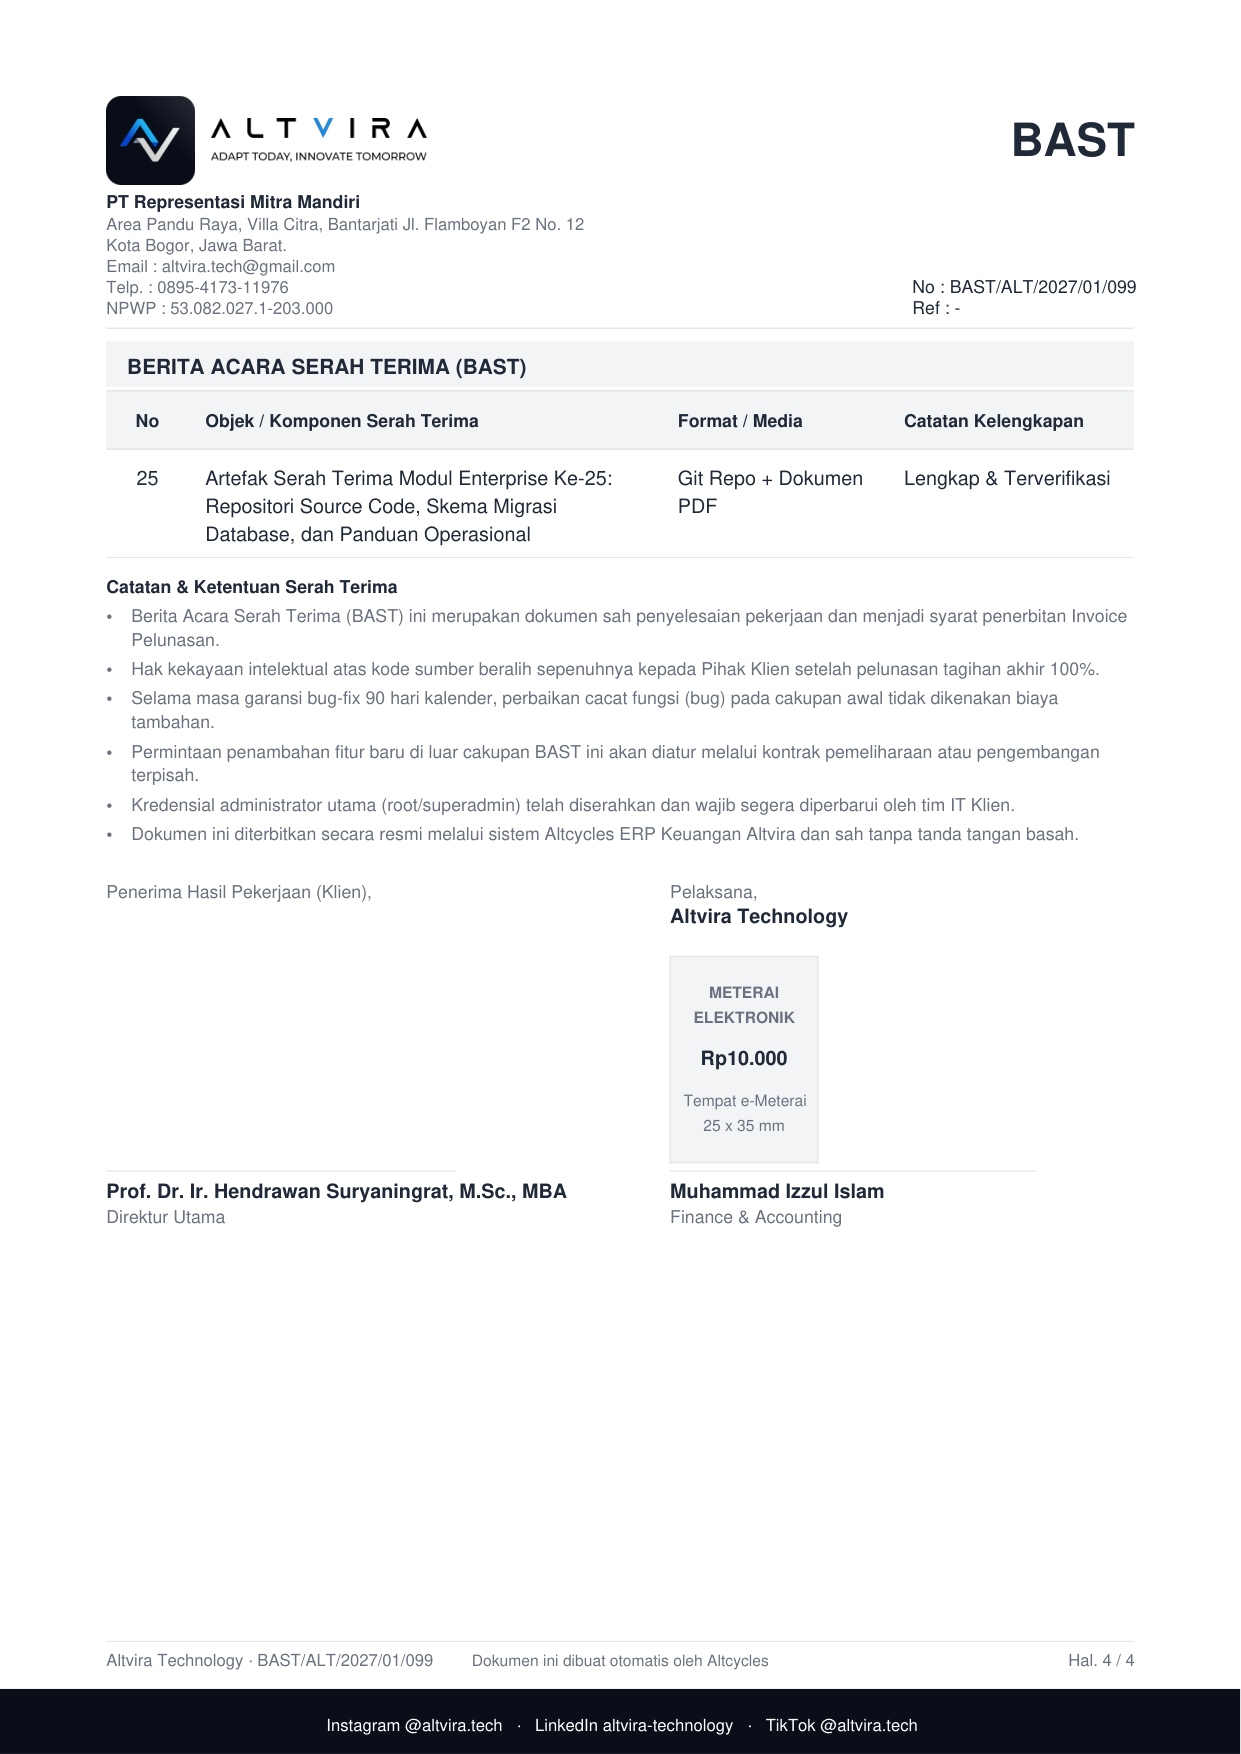 ALTVIRA
ADAPT TODAY, INNOVATE TOMORROW
BAST
PT Representasi Mitra Mandiri
Area Pandu Raya, Villa Citra, Bantarjati Jl. Flamboyan F2 No. 12
Kota Bogor, Jawa Barat.
Email : altvira.tech@gmail.com
Telp. : 0895-4173-11976
NPWP : 53.082.027.1-203.000
No : BAST/ALT/2027/01/099
Ref : -
BERITA ACARA SERAH TERIMA (BAST)
No Objek / Komponen Serah Terima Format / Media Catatan Kelengkapan
25 Artefak Serah Terima Modul Enterprise Ke-25: Git Repo + Dokumen Lengkap & Terverifikasi
Repositori Source Code, Skema Migrasi PDF
Database, dan Panduan Operasional
Catatan & Ketentuan Serah Terima
• Berita Acara Serah Terima (BAST) ini merupakan dokumen sah penyelesaian pekerjaan dan menjadi syarat penerbitan Invoice
Pelunasan.
• Hak kekayaan intelektual atas kode sumber beralih sepenuhnya kepada Pihak Klien setelah pelunasan tagihan akhir 100%.
• Selama masa garansi bug-fix 90 hari kalender, perbaikan cacat fungsi (bug) pada cakupan awal tidak dikenakan biaya
tambahan.
• Permintaan penambahan fitur baru di luar cakupan BAST ini akan diatur melalui kontrak pemeliharaan atau pengembangan
terpisah.
• Kredensial administrator utama (root/superadmin) telah diserahkan dan wajib segera diperbarui oleh tim IT Klien.
• Dokumen ini diterbitkan secara resmi melalui sistem Altcycles ERP Keuangan Altvira dan sah tanpa tanda tangan basah.
Penerima Hasil Pekerjaan (Klien),
Pelaksana,
Altvira Technology
METERAI
ELEKTRONIK
Rp10.000
Tempat e-Meterai
25 x 35 mm
Prof. Dr. Ir. Hendrawan Suryaningrat, M.Sc., MBA
Direktur Utama
Muhammad Izzul Islam
Finance & Accounting
Altvira Technology · BAST/ALT/2027/01/099 Dokumen ini dibuat otomatis oleh Altcycles Hal. 4 / 4
Instagram @altvira.tech · LinkedIn altvira-technology · TikTok @altvira.tech